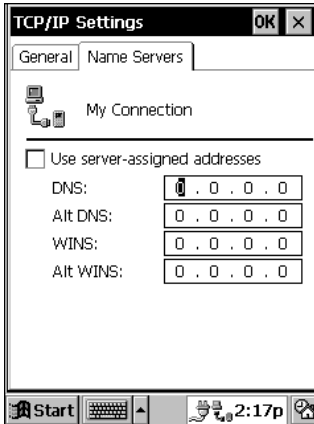 TCP/IP Settings OK ×
General Name Servers
My Connection
Use server-assigned addresses
DNS: 0 . 0 . 0 . 0
Alt DNS: 0 . 0 . 0 . 0
WINS: 0 . 0 . 0 . 0
Alt WINS: 0 . 0 . 0 . 0
Start 2:17p